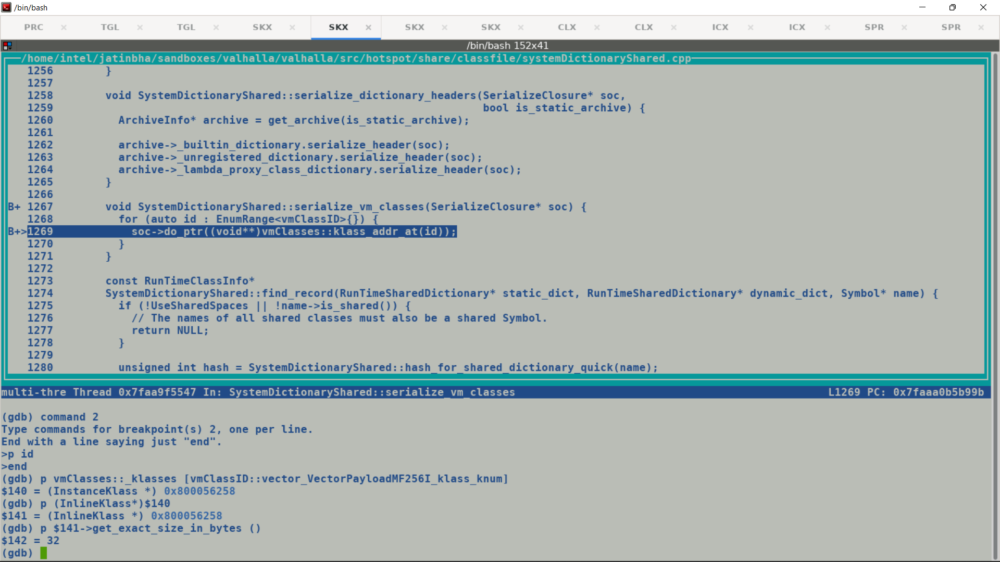 /bin/bash
PRC × TGL × TGL × SKX × SKX × SKX × SKX × CLX × CLX × ICX × ICX × SPR × SPR ×
/bin/bash 152x41
/home/intel/jatinbha/sandboxes/valhalla/valhalla/src/hotspot/share/classfile/systemDictionaryShared.cpp
1256 }
1257
1258 void SystemDictionaryShared::serialize_dictionary_headers(SerializeClosure* soc,
1259 bool is_static_archive) {
1260 ArchiveInfo* archive = get_archive(is_static_archive);
1261
1262 archive->_builtin_dictionary.serialize_header(soc);
1263 archive->_unregistered_dictionary.serialize_header(soc);
1264 archive->_lambda_proxy_class_dictionary.serialize_header(soc);
1265 }
1266
B+ 1267 void SystemDictionaryShared::serialize_vm_classes(SerializeClosure* soc) {
1268 for (auto id : EnumRange<vmClassID>{}) {
B+>1269 soc->do_ptr((void**)vmClasses::klass_addr_at(id));
1270 }
1271 }
1272
1273 const RunTimeClassInfo*
1274 SystemDictionaryShared::find_record(RunTimeSharedDictionary* static_dict, RunTimeSharedDictionary* dynamic_dict, Symbol* name) {
1275 if (!UseSharedSpaces || !name->is_shared()) {
1276 // The names of all shared classes must also be a shared Symbol.
1277 return NULL;
1278 }
1279
1280 unsigned int hash = SystemDictionaryShared::hash_for_shared_dictionary_quick(name);
multi-thre Thread 0x7faa9f5547 In: SystemDictionaryShared::serialize_vm_classes L1269 PC: 0x7faaa0b5b99b
(gdb) command 2
Type commands for breakpoint(s) 2, one per line.
End with a line saying just "end".
>p id
>end
(gdb) p vmClasses::_klasses [vmClassID::vector_VectorPayloadMF256I_klass_knum]
$140 = (InstanceKlass *) 0x800056258
(gdb) p (InlineKlass*)$140
$141 = (InlineKlass *) 0x800056258
(gdb) p $141->get_exact_size_in_bytes ()
$142 = 32
(gdb)